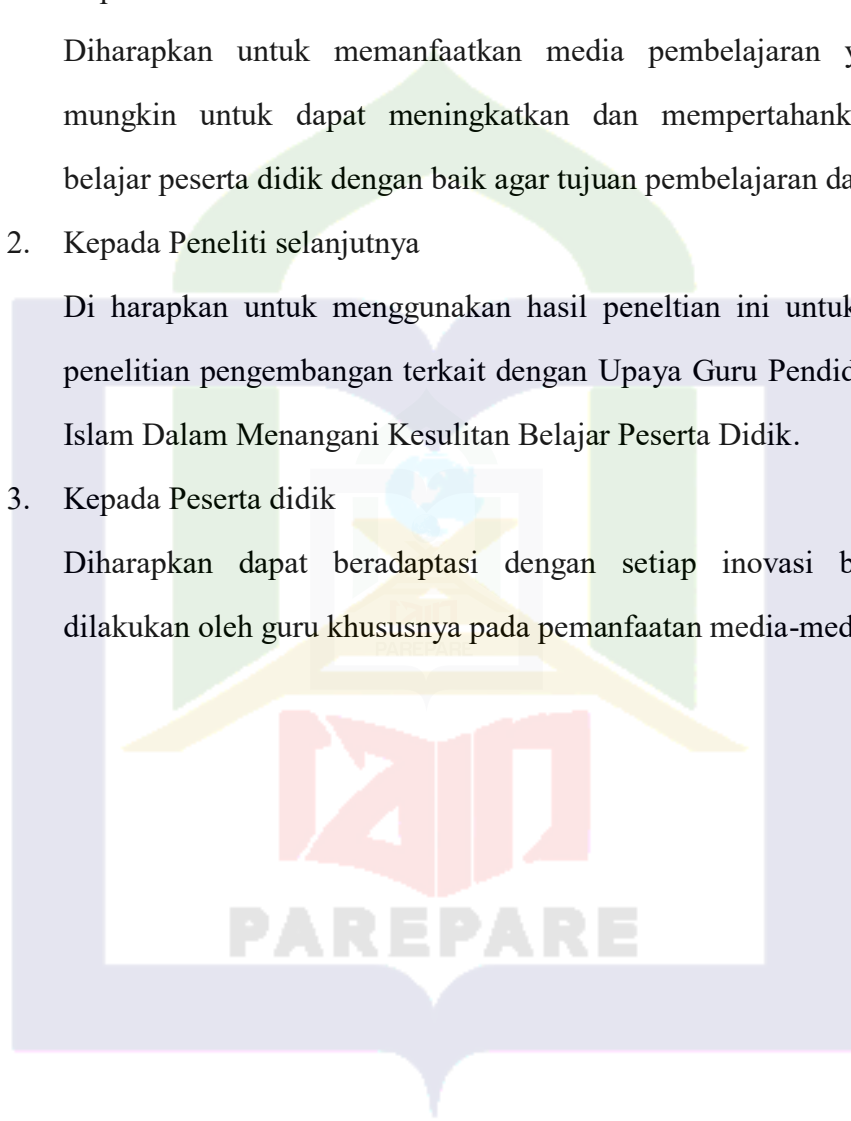 Diharapkan untuk memanfaatkan media pembelajaran
mungkin untuk dapat meningkatkan dan mempertahank
belajar peserta didik dengan baik agar tujuan pembelajaran da
2. Kepada Peneliti selanjutnya
Di harapkan untuk menggunakan hasil peneltian ini untuk
penelitian pengembangan terkait dengan Upaya Guru Pendid
Islam Dalam Menangani Kesulitan Belajar Peserta Didik.
3. Kepada Peserta didik
Diharapkan dapat beradaptasi dengan setiap inovasi b
dilakukan oleh guru khususnya pada pemanfaatan media-med
iain
PAREPARE
iain
PAREPARE